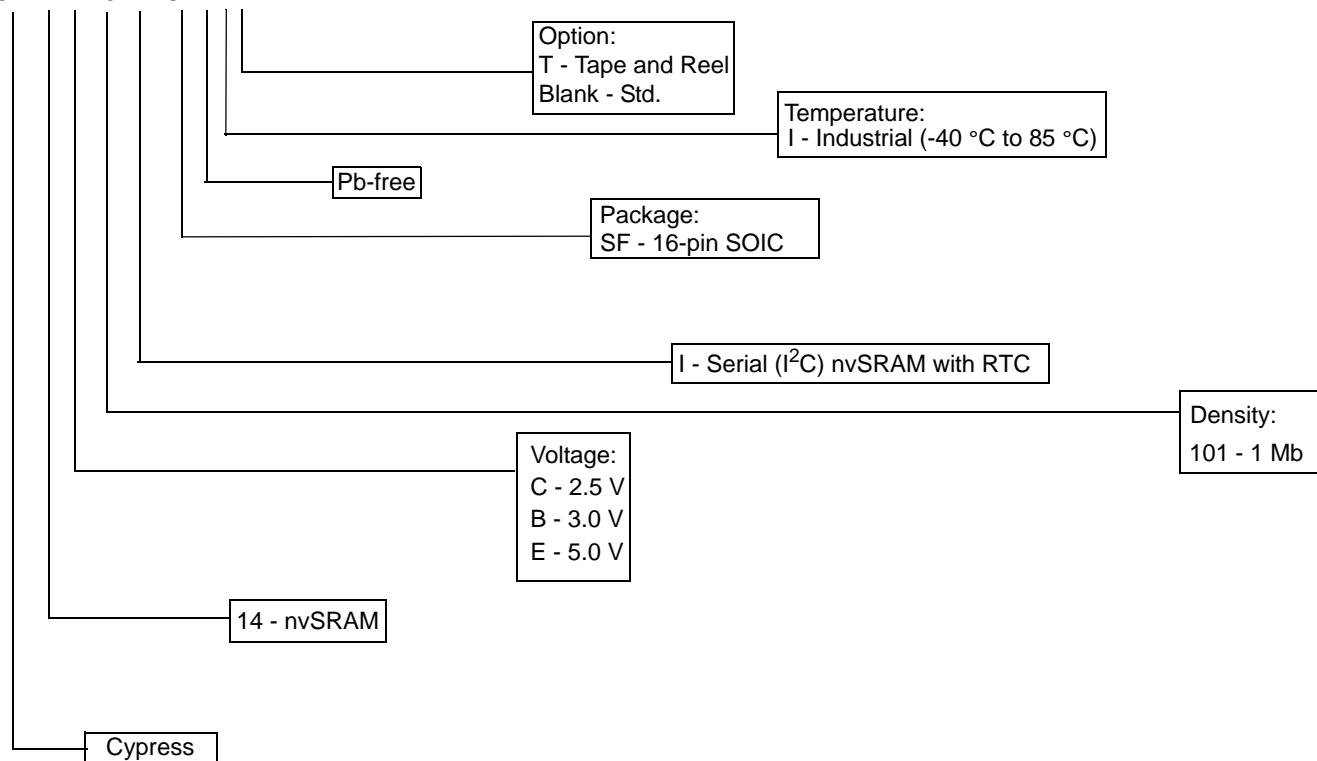 Option:
T - Tape and Reel
Blank - Std.
Temperature:
I - Industrial (-40 °C to 85 °C)
Pb-free
Package:
SF - 16-pin SOIC
I - Serial (I²C) nvSRAM with RTC
Density:
101 - 1 Mb
Voltage:
C - 2.5 V
B - 3.0 V
E - 5.0 V
14 - nvSRAM
Cypress